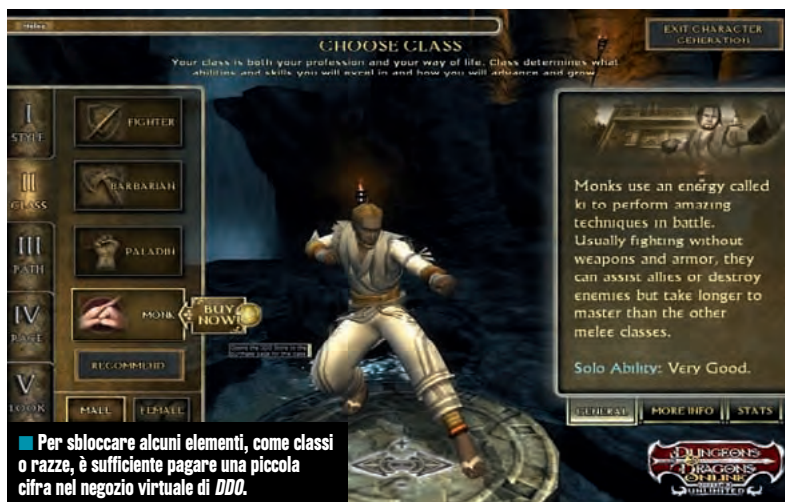 Melee
EXIT CHARACTER
GENERATION
CHOOSE CLASS
Your class is both your profession and your way of life. Class determines what
abilities and skills you will excel in and how you will advance and grow.
I
STYLE
II
CLASS
III
PATH
IV
RACE
V
LOOK
FIGHTER
BARBARIAN
PALADIN
MONK
BUY
NOW!
RECOMMEND
MALE
FEMALE
Monks use an energy called
ki to perform amazing
techniques in battle.
Usually fighting without
weapons and armor, they
can assist allies or destroy
enemies but take longer to
master than the other
melee classes.
Solo Ability: Very Good.
GENERAL
MORE INFO
STATS
DUNGEONS
DRAGONS
ONLINE
UNLIMITED
Per sbloccare alcuni elementi, come classi
o razze, è sufficiente pagare una piccola
cifra nel negozio virtuale di DDO.